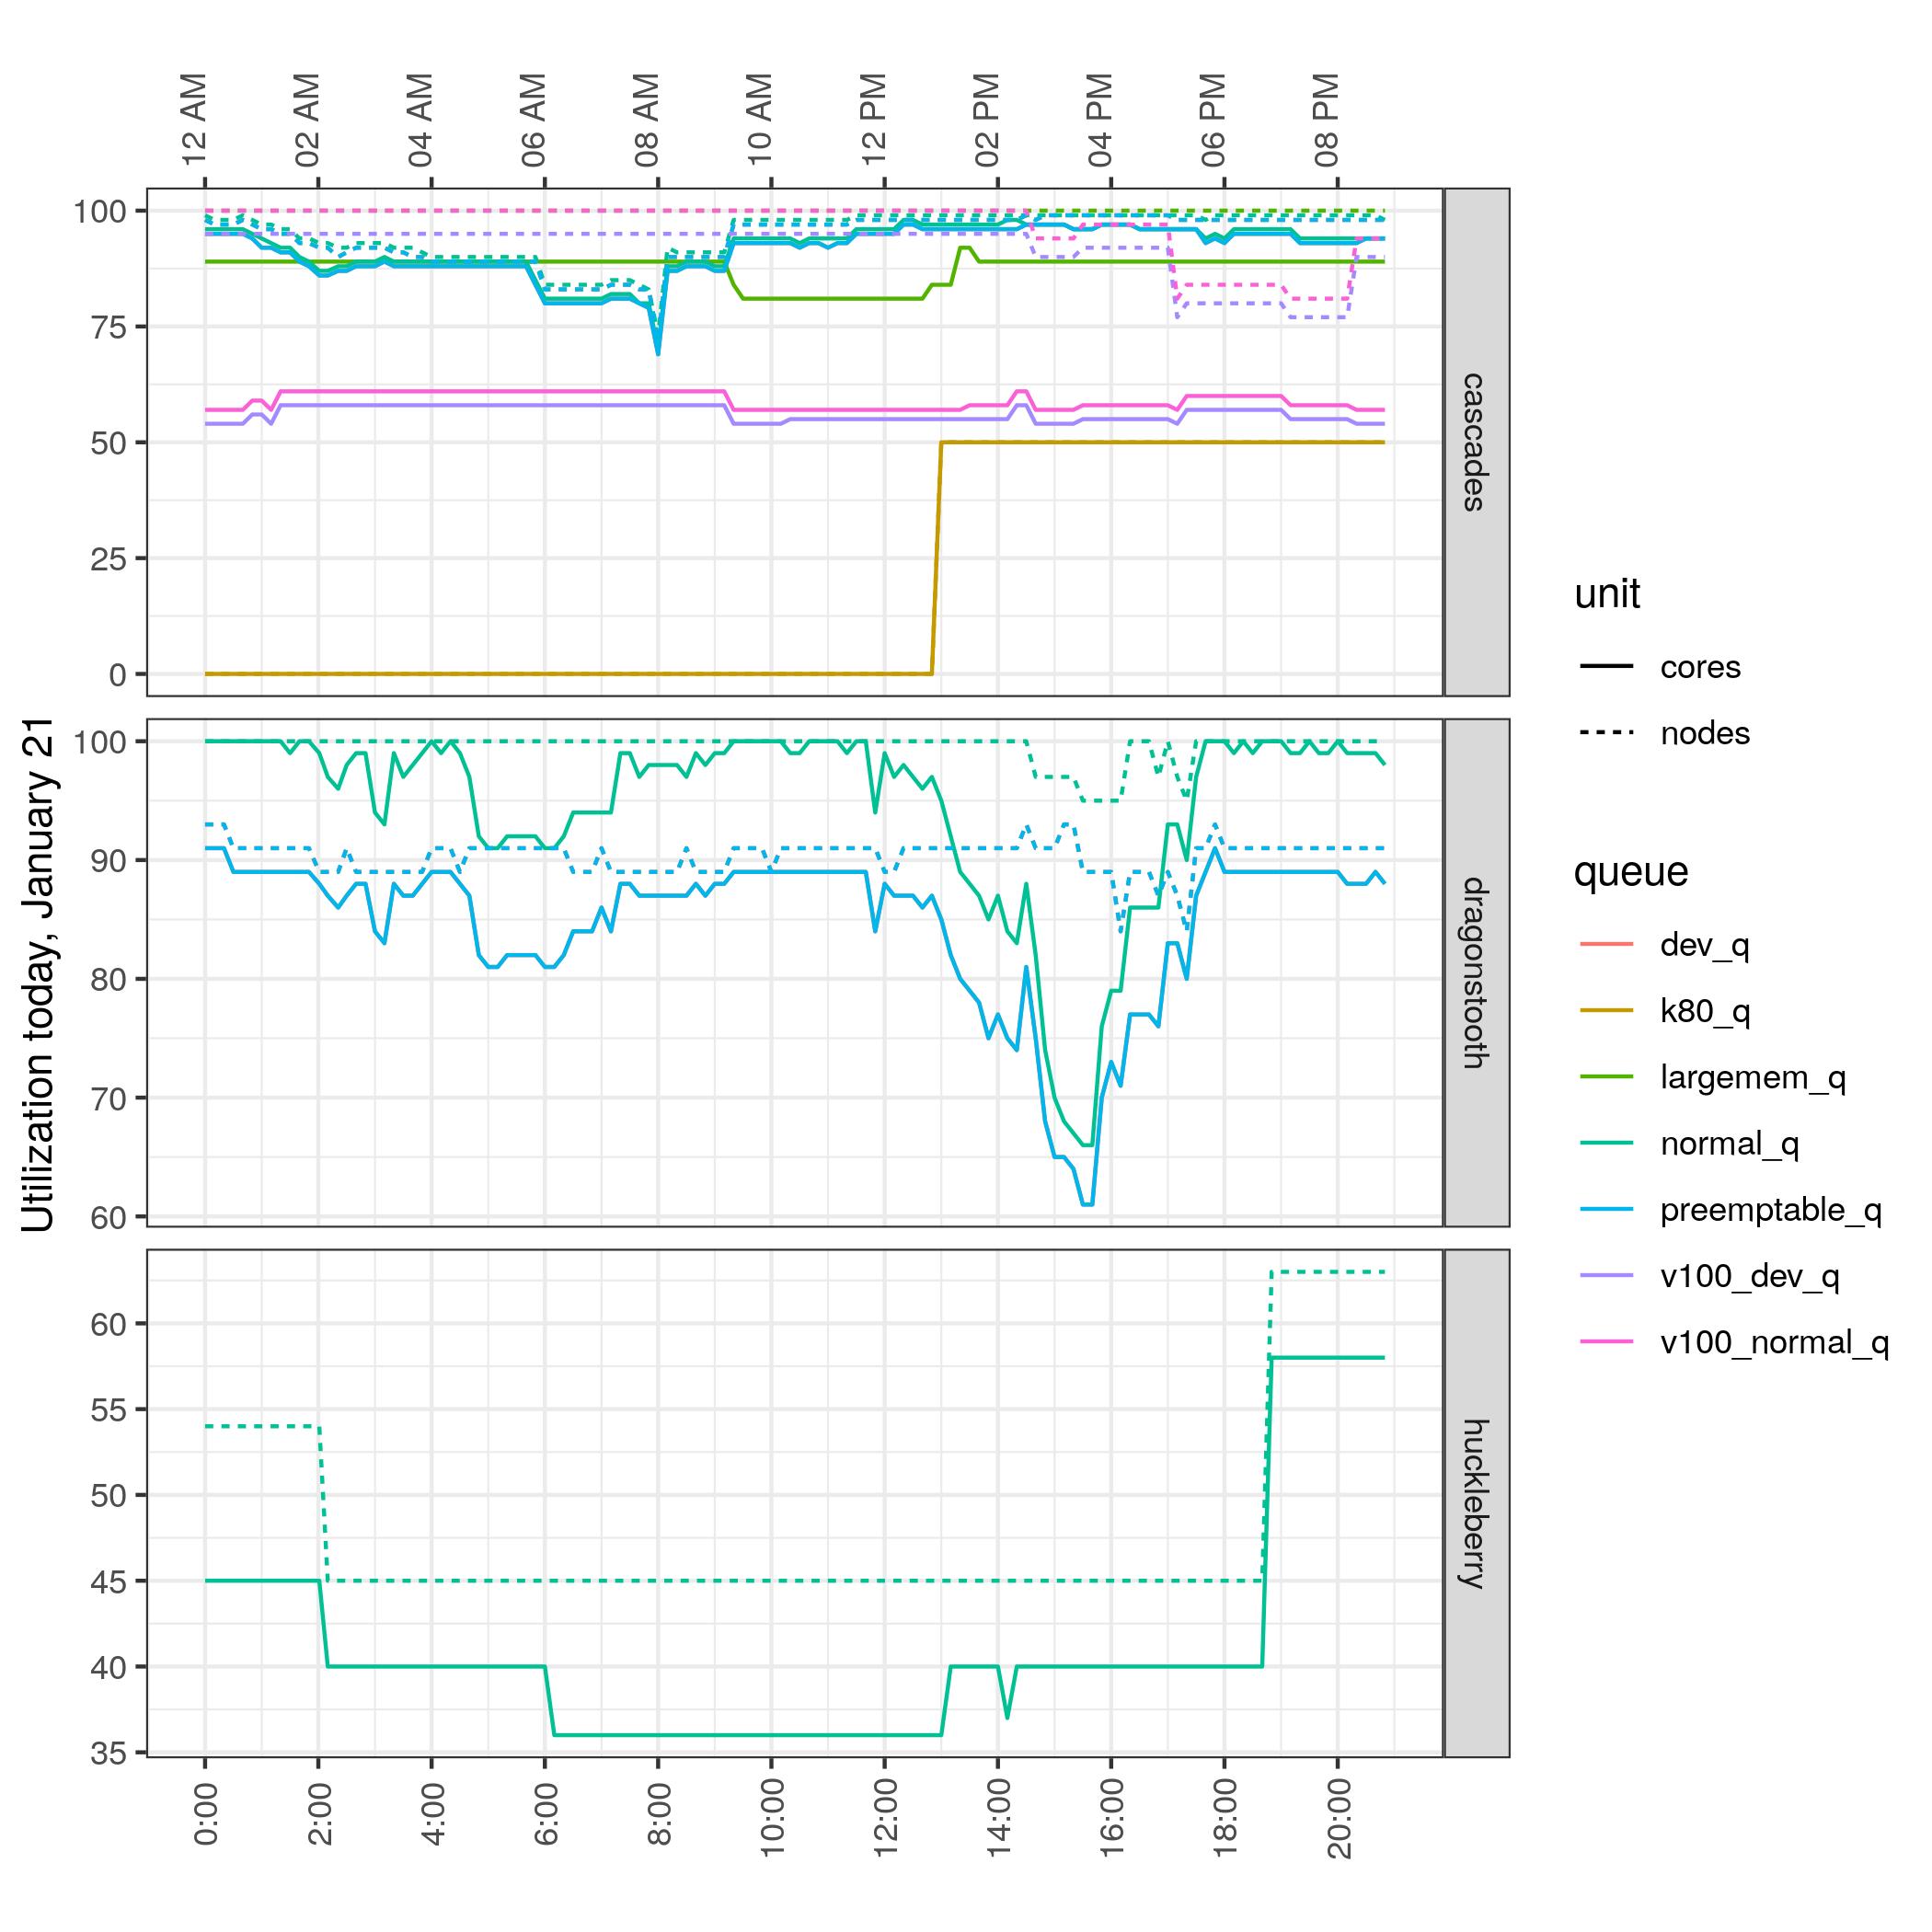 12 AM
02 AM
04 AM
06 AM
08 AM
10 AM
12 PM
02 PM
04 PM
06 PM
08 PM
Utilization today, January 21
100
75
50
25
0
cascades
100
90
80
70
60
dragonstooth
60
55
50
45
40
35
huckleberry
0:00
2:00
4:00
6:00
8:00
10:00
12:00
14:00
16:00
18:00
20:00
unit
cores
nodes
queue
dev_q
k80_q
largemem_q
normal_q
preemptable_q
v100_dev_q
v100_normal_q